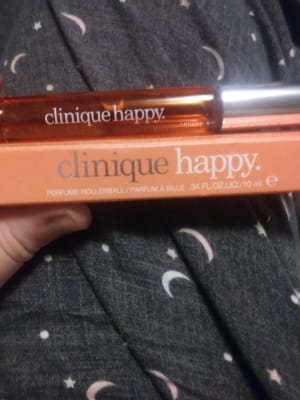 clinique happy.
clinique happy.
PERFUME ROLLERBALL / PARFUM À BILLE .34 FL.OZ.LIQ./10 ml ℮